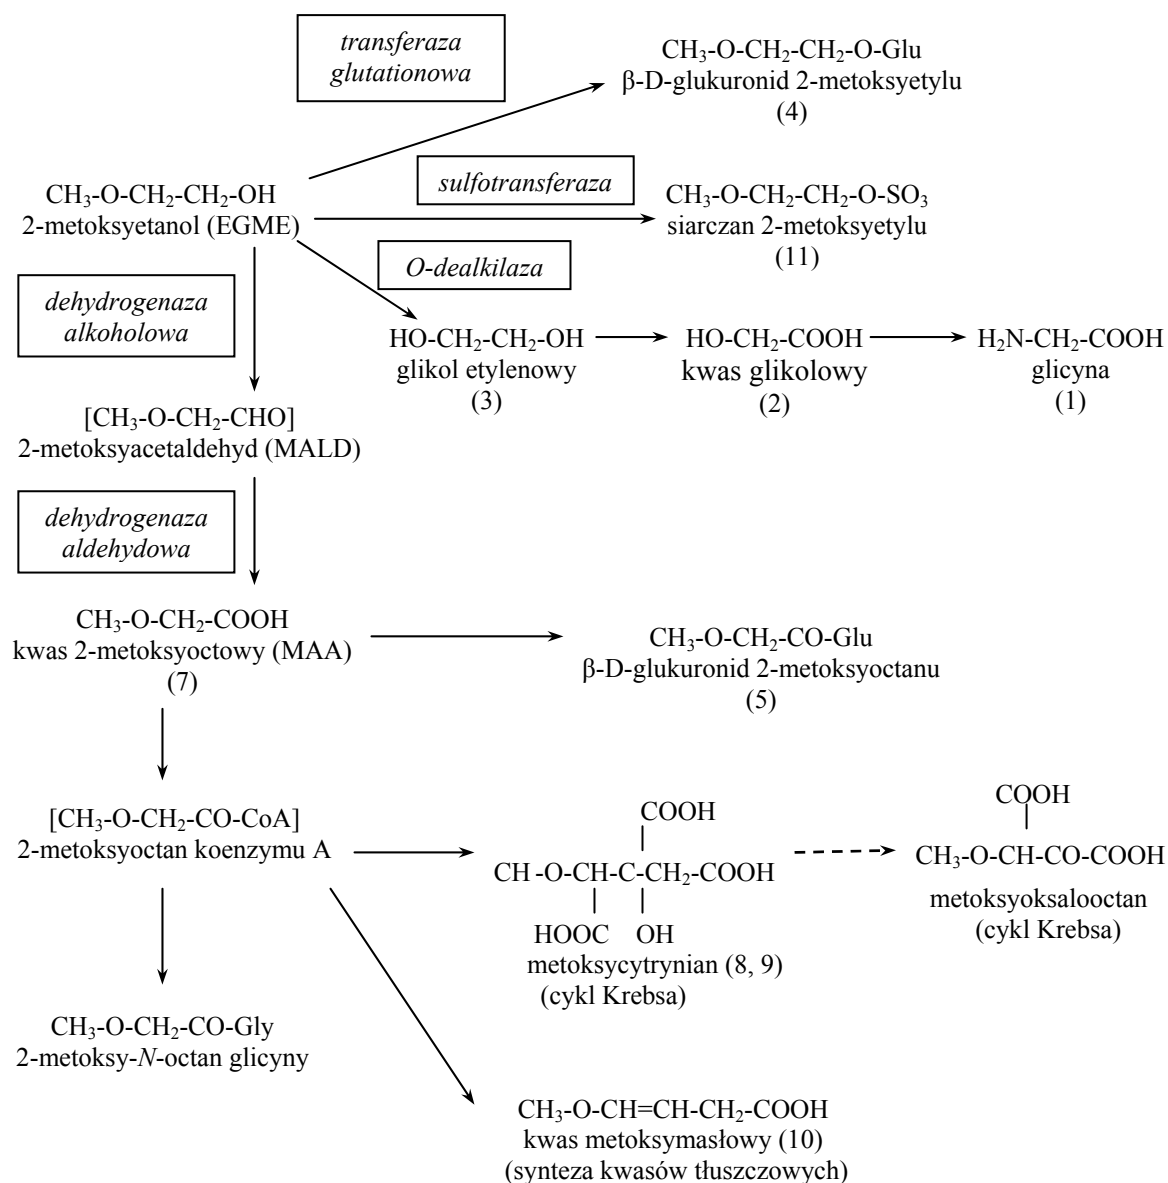 transferaza
glutationowa
CH₃-O-CH₂-CH₂-O-Glu
β-D-glukuronid 2-metoksyetylu
(4)
CH₃-O-CH₂-CH₂-OH
2-metoksyetanol (EGME)
sulfotransferaza
CH₃-O-CH₂-CH₂-O-SO₃
siarczan 2-metoksyetylu
(11)
O-dealkilaza
dehydrogenaza
alkoholowa
HO-CH₂-CH₂-OH
glikol etylenowy
(3)
HO-CH₂-COOH
kwas glikolowy
(2)
H₂N-CH₂-COOH
glicyna
(1)
[CH₃-O-CH₂-CHO]
2-metoksyacetaldehyd (MALD)
dehydrogenaza
aldehydowa
CH₃-O-CH₂-COOH
kwas 2-metoksyoctowy (MAA)
(7)
CH₃-O-CH₂-CO-Glu
β-D-glukuronid 2-metoksyoctanu
(5)
[CH₃-O-CH₂-CO-CoA]
2-metoksyoctan koenzymu A
COOH
CH -O-CH-C-CH₂-COOH
HOOC OH
metoksycytrynian (8, 9)
(cykl Krebsa)
COOH
CH₃-O-CH-CO-COOH
metoksyoksalooctan
(cykl Krebsa)
CH₃-O-CH₂-CO-Gly
2-metoksy-N-octan glicyny
CH₃-O-CH=CH-CH₂-COOH
kwas metoksymasłowy (10)
(synteza kwasów tłuszczowych)